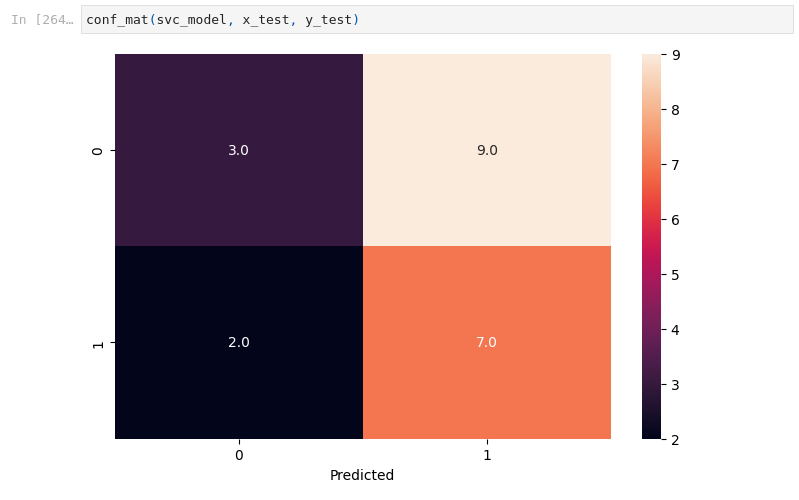 In [264… conf_mat(svc_model, x_test, y_test)
9
8
7
6
5
4
3
2
0 3.0 9.0
1 2.0 7.0
0 1
Predicted